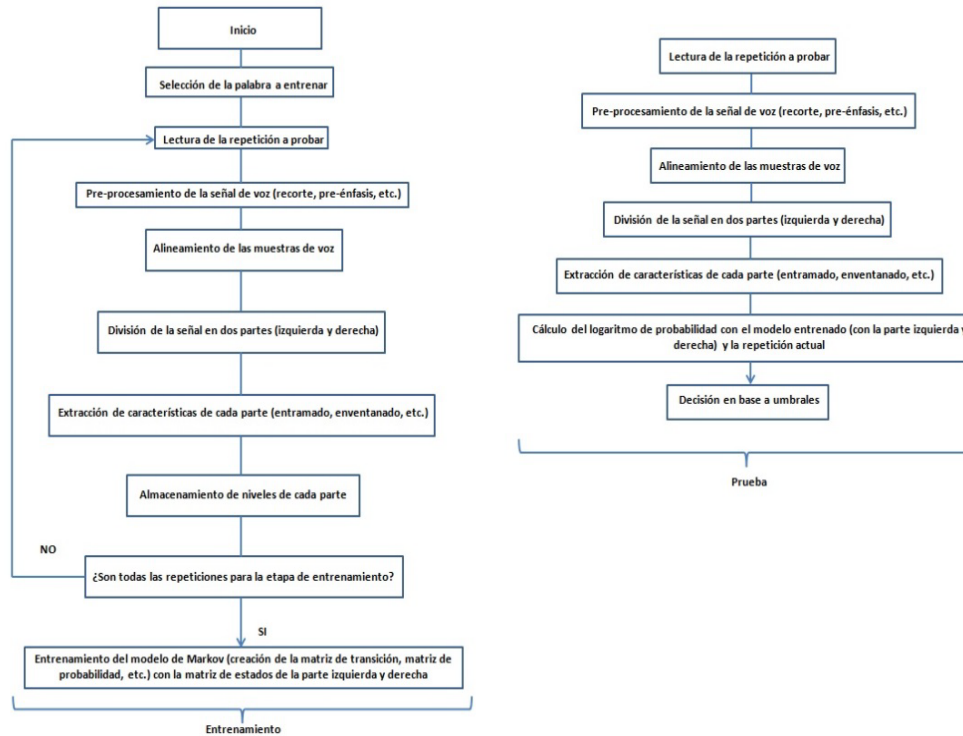 Inicio
Selección de la palabra a entrenar
Lectura de la repetición a probar
Pre-procesamiento de la señal de voz (recorte, pre-énfasis, etc.)
Alineamiento de las muestras de voz
División de la señal en dos partes (izquierda y derecha)
Extracción de características de cada parte (entramado, enventanado, etc.)
Almacenamiento de niveles de cada parte
NO
¿Son todas las repeticiones para la etapa de entrenamiento?
SI
Entrenamiento del modelo de Markov (creación de la matriz de transición, matriz de
probabilidad, etc.) con la matriz de estados de la parte izquierda y derecha
Entrenamiento
Lectura de la repetición a probar
Pre-procesamiento de la señal de voz (recorte, pre-énfasis, etc.)
Alineamiento de las muestras de voz
División de la señal en dos partes (izquierda y derecha)
Extracción de características de cada parte (entramado, enventanado, etc.)
Cálculo del logaritmo de probabilidad con el modelo entrenado (con la parte izquierda y
derecha) y la repetición actual
Decisión en base a umbrales
Prueba